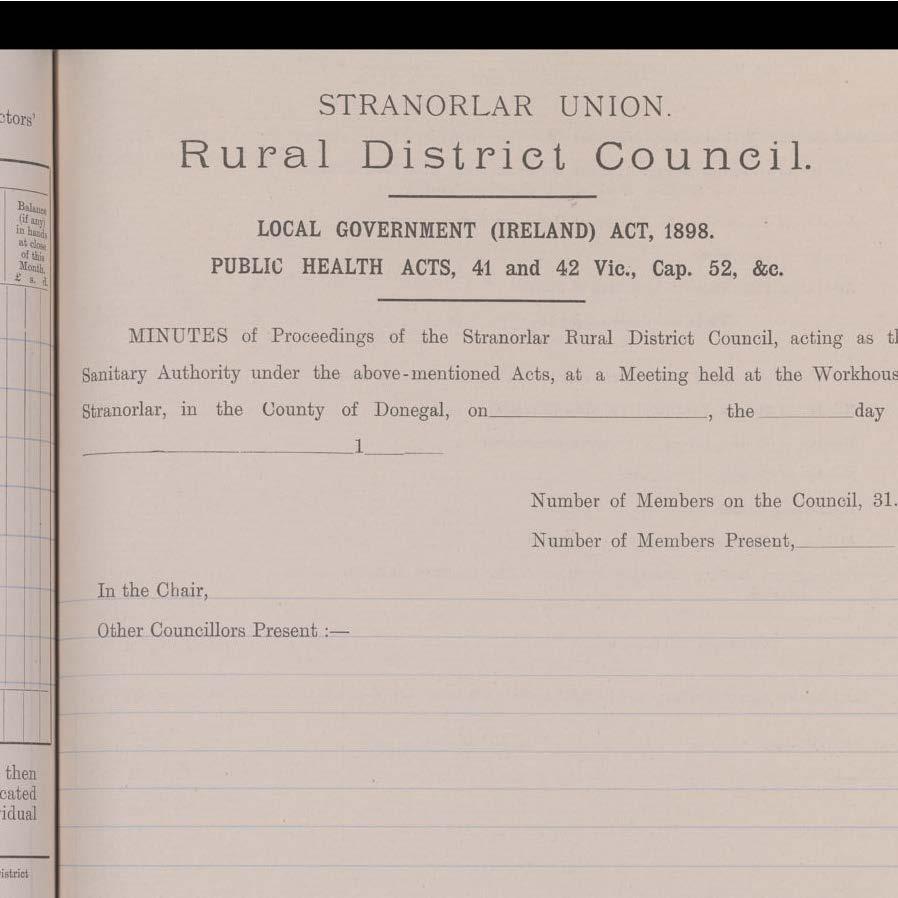 ctors'
Balance
(if any)
in hands
at close
of this
Month.
£ s. d.
then
cated
vidual
istrict
STRANORLAR UNION.
Rural District Council.
LOCAL GOVERNMENT (IRELAND) ACT, 1898.
PUBLIC HEALTH ACTS, 41 and 42 Vic., Cap. 52, &c.
MINUTES of Proceedings of the Stranorlar Rural District Council, acting as th
Sanitary Authority under the above-mentioned Acts, at a Meeting held at the Workhous
Stranorlar, in the County of Donegal, on , the day
1
Number of Members on the Council, 31.
Number of Members Present,
In the Chair,
Other Councillors Present :—